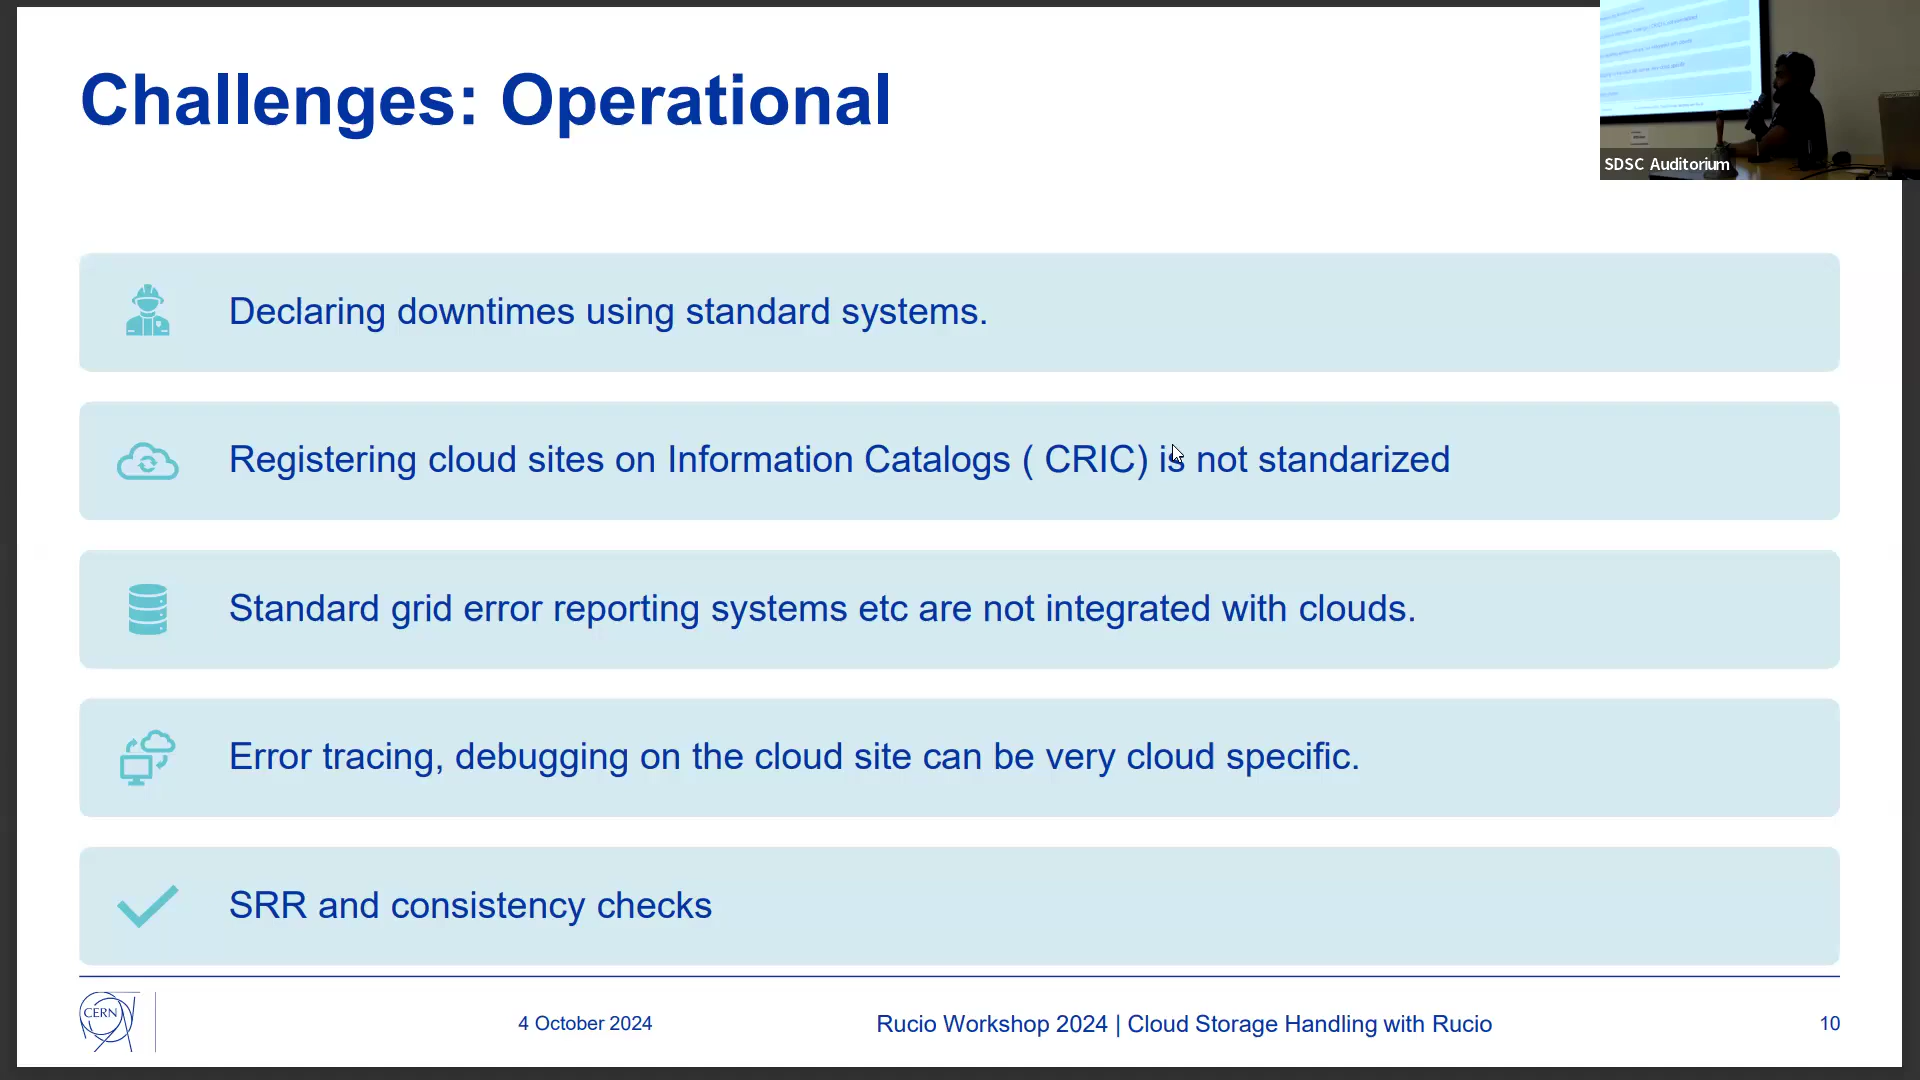 Challenges: Operational
SDSC Auditorium
Declaring downtimes using standard systems.
Registering cloud sites on Information Catalogs ( CRIC) is not standarized
Standard grid error reporting systems etc are not integrated with clouds.
Error tracing, debugging on the cloud site can be very cloud specific.
SRR and consistency checks
CERN
4 October 2024
Rucio Workshop 2024 | Cloud Storage Handling with Rucio
10